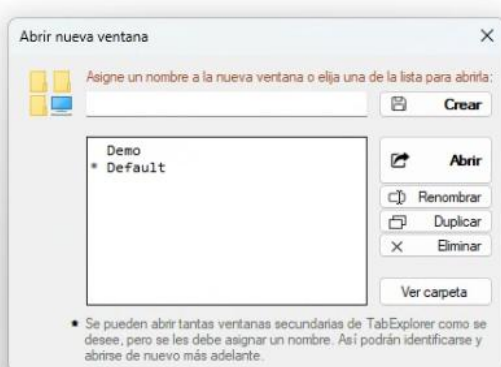 Abrir nueva ventana
Asigne un nombre a la nueva ventana o elija una de la lista para abrirla:
Crear
Demo
* Default
Abrir
Renombrar
Duplicar
Eliminar
Ver carpeta
* Se pueden abrir tantas ventanas secundarias de TabExplorer como se
desee, pero se les debe asignar un nombre. Así podrán identificarse y
abrirse de nuevo más adelante.